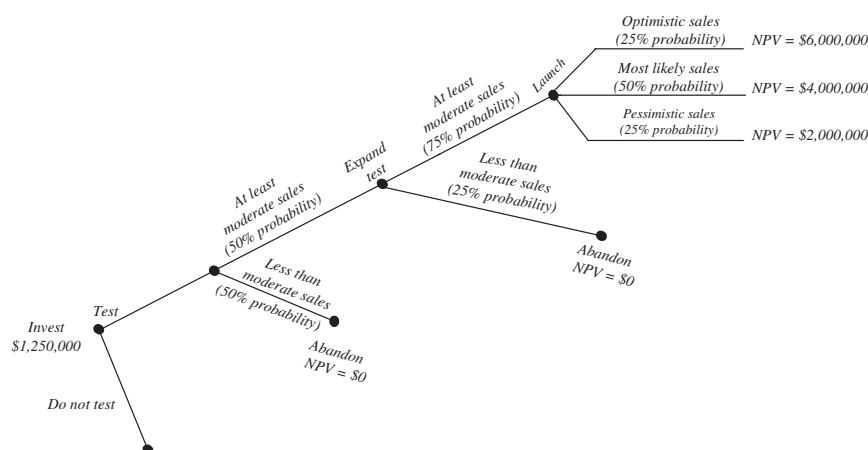 Optimistic sales
(25% probability)
NPV = $6,000,000
Launch
Most likely sales
(50% probability)
NPV = $4,000,000
Pessimistic sales
(25% probability)
NPV = $2,000,000
At least
moderate sales
(75% probability)
Expand
test
Less than
moderate sales
(25% probability)
Abandon
NPV = $0
At least
moderate sales
(50% probability)
Less than
moderate sales
(50% probability)
Abandon
NPV = $0
Test
Invest
$1,250,000
Do not test